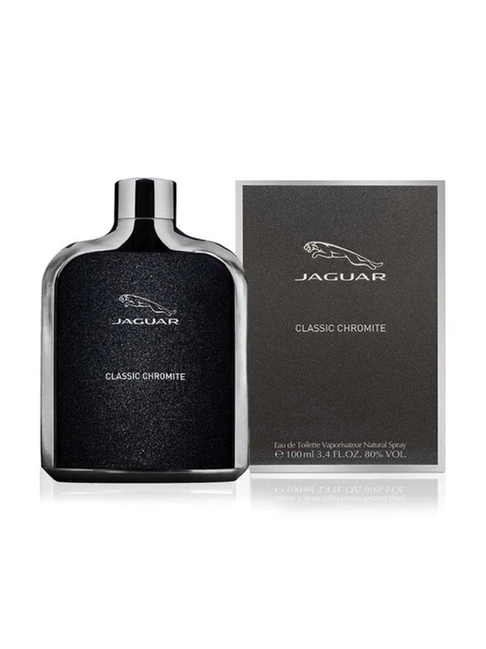 JAGUAR
CLASSIC CHROMITE
JAGUAR
CLASSIC CHROMITE
Eau de Toilette Vaporisateur Natural Spray
℮ 100 ml 3.4 FL.OZ. 80% VOL.